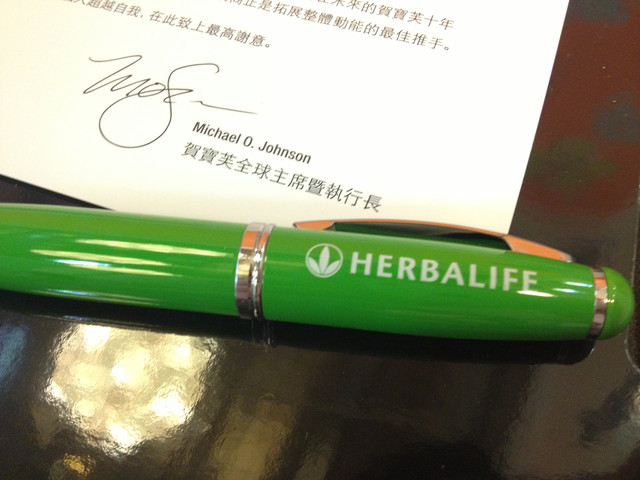 未來的賀寶芙十年
正是拓展整體動能的最佳推手。
超越自我,在此致上最高謝意。
Michael O. Johnson
賀寶芙全球主席暨執行長
HERBALIFE